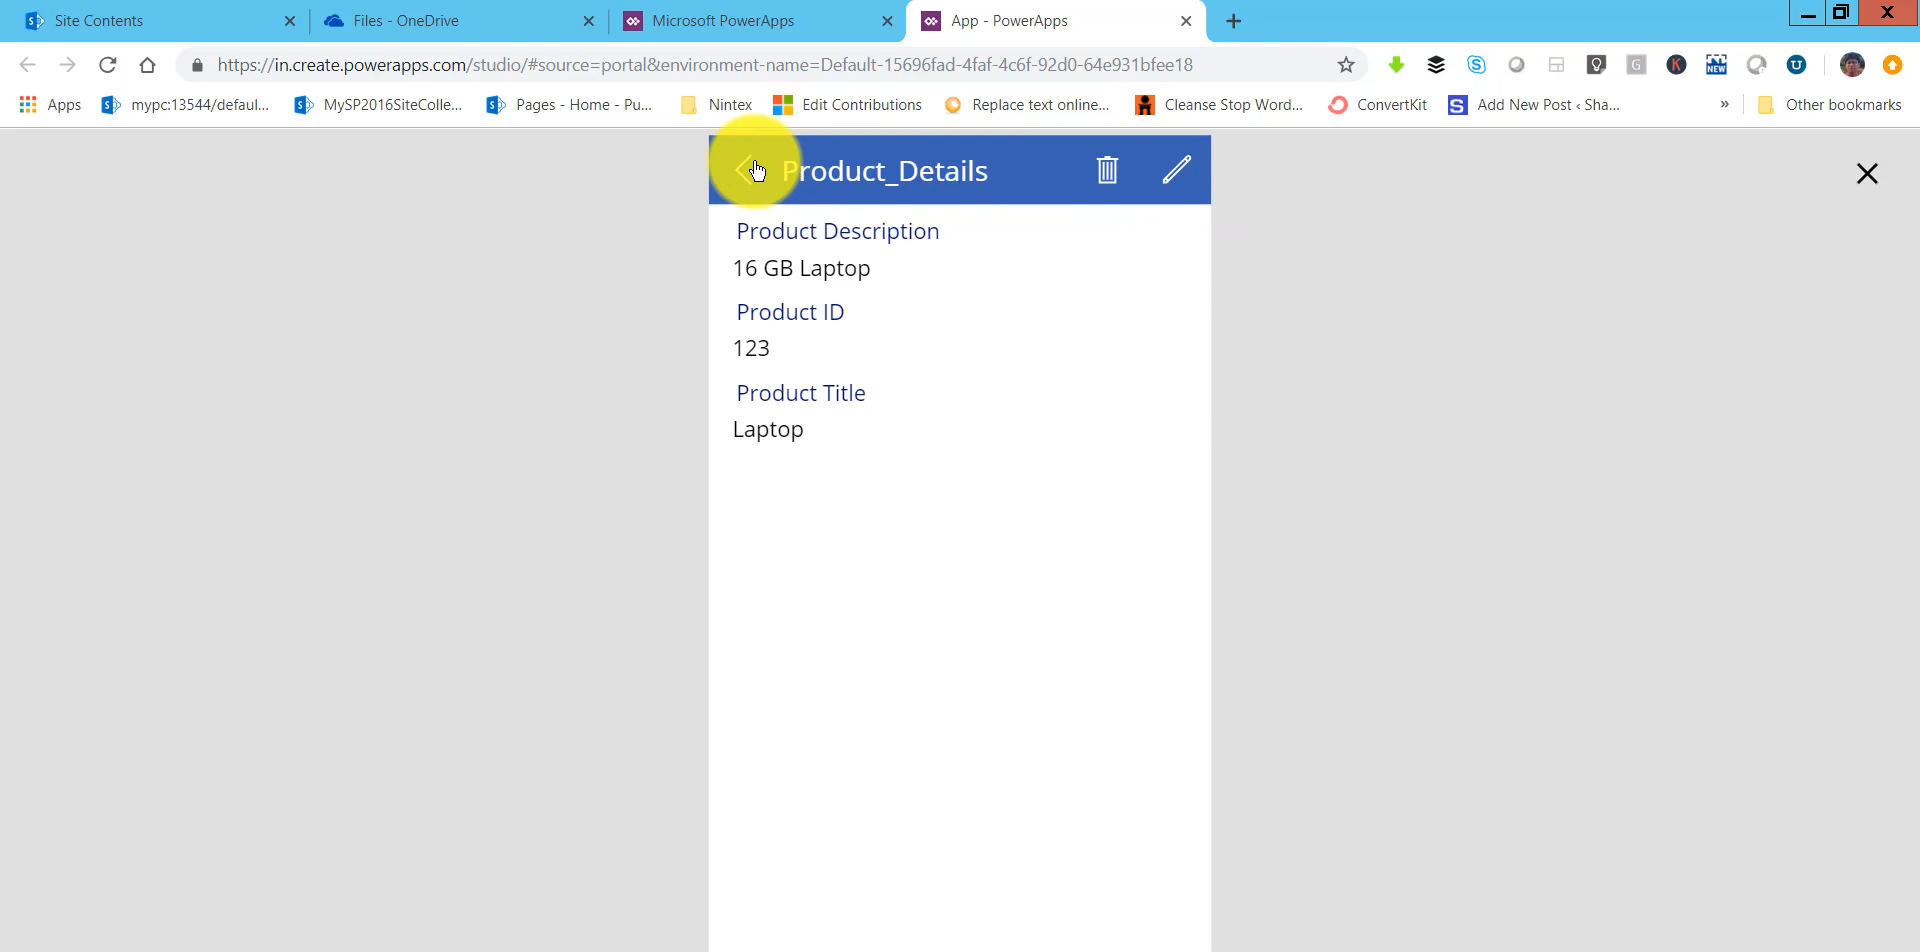 Site Contents
Files - OneDrive
Microsoft PowerApps
App - PowerApps
https://in.create.powerapps.com/studio/#source=portal&environment-name=Default-15696fad-4faf-4c6f-92d0-64e931bfee18
Apps
mypc:13544/defaul...
MySP2016SiteColle...
Pages - Home - Pu...
Nintex
Edit Contributions
Replace text online...
Cleanse Stop Word...
ConvertKit
Add New Post ‹ Sha...
»
Other bookmarks
Product_Details
Product Description
16 GB Laptop
Product ID
123
Product Title
Laptop